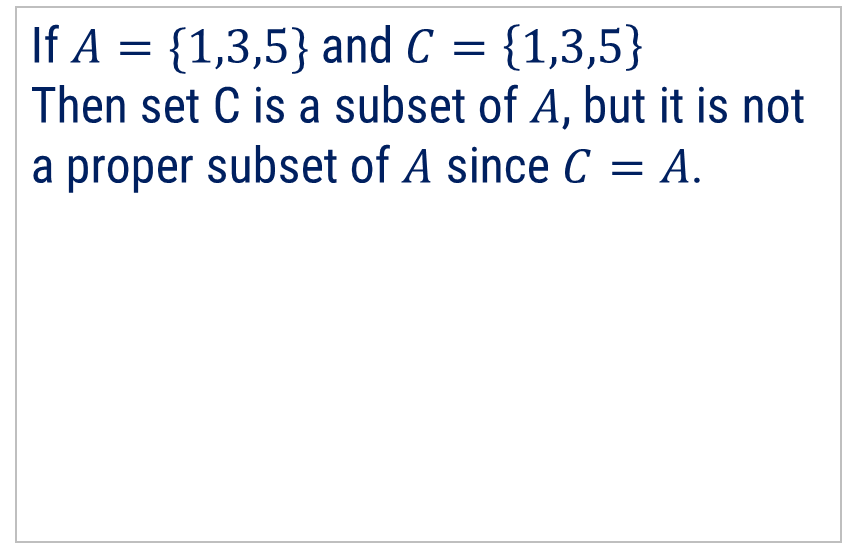 If A = {1,3,5} and C = {1,3,5}
Then set C is a subset of A, but it is not
a proper subset of A since C = A.